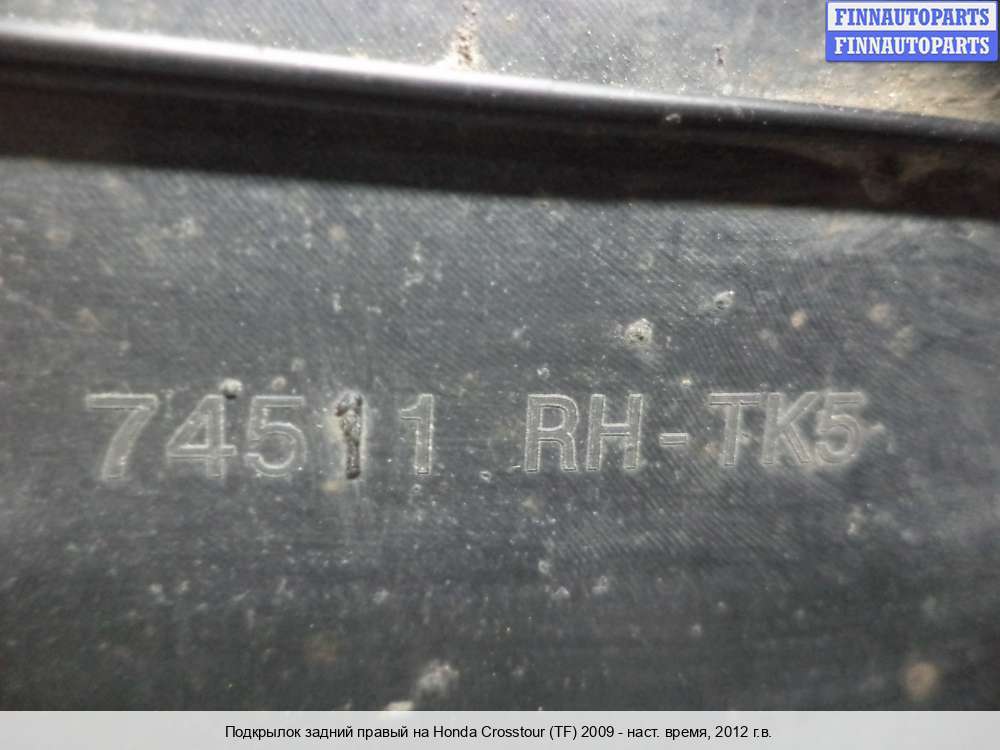 FINNAUTOPARTS
FINNAUTOPARTS
74511 RH-TK5
Подкрылок задний правый на Honda Crosstour (TF) 2009 - наст. время, 2012 г.в.